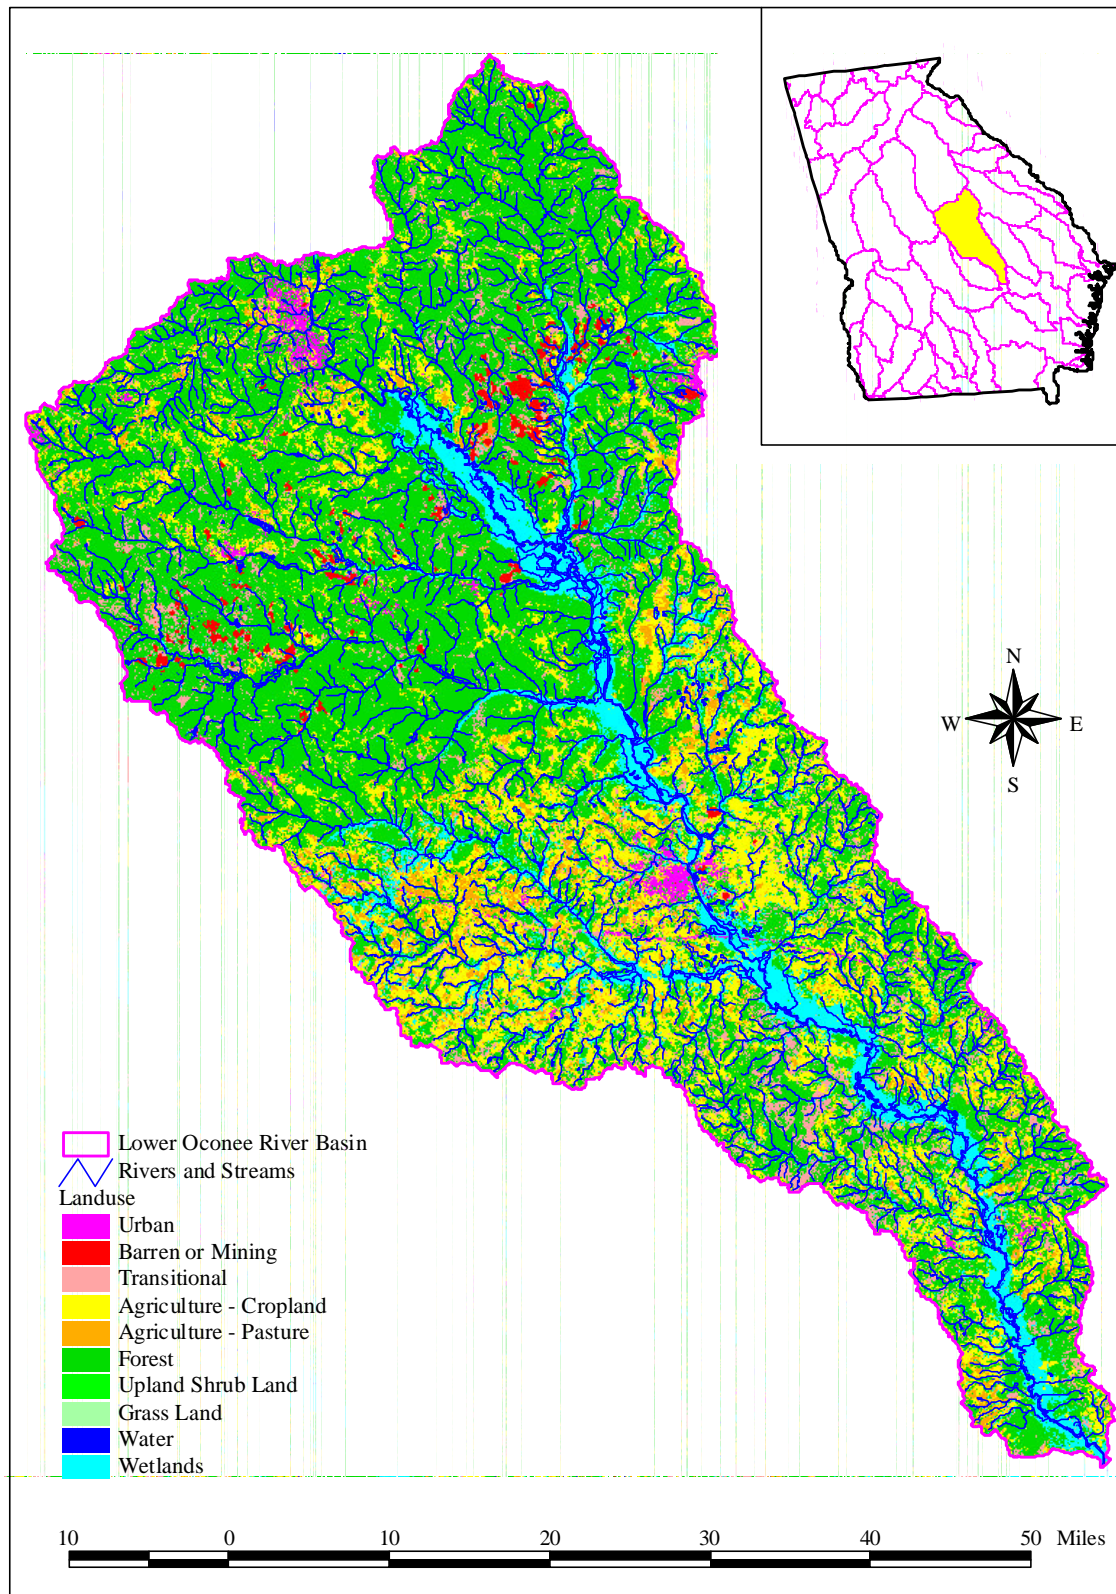 N
W E
S
Lower Oconee River Basin
Rivers and Streams
Landuse
Urban
Barren or Mining
Transitional
Agriculture - Cropland
Agriculture - Pasture
Forest
Upland Shrub Land
Grass Land
Water
Wetlands
10 0 10 20 30 40 50 Miles